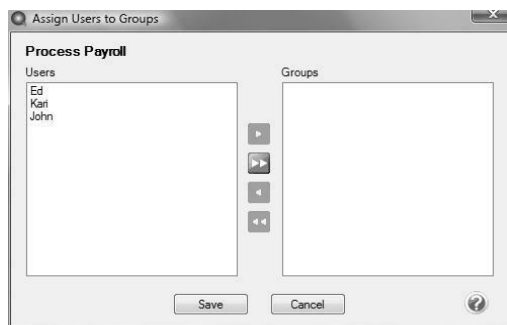 Assign Users to Groups
Process Payroll
Users
Groups
Ed
Kari
John
Save
Cancel
?